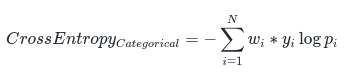 CrossEntropy_{Categorical} = -\sum_{i=1}^{N} w_i * y_i \log p_i